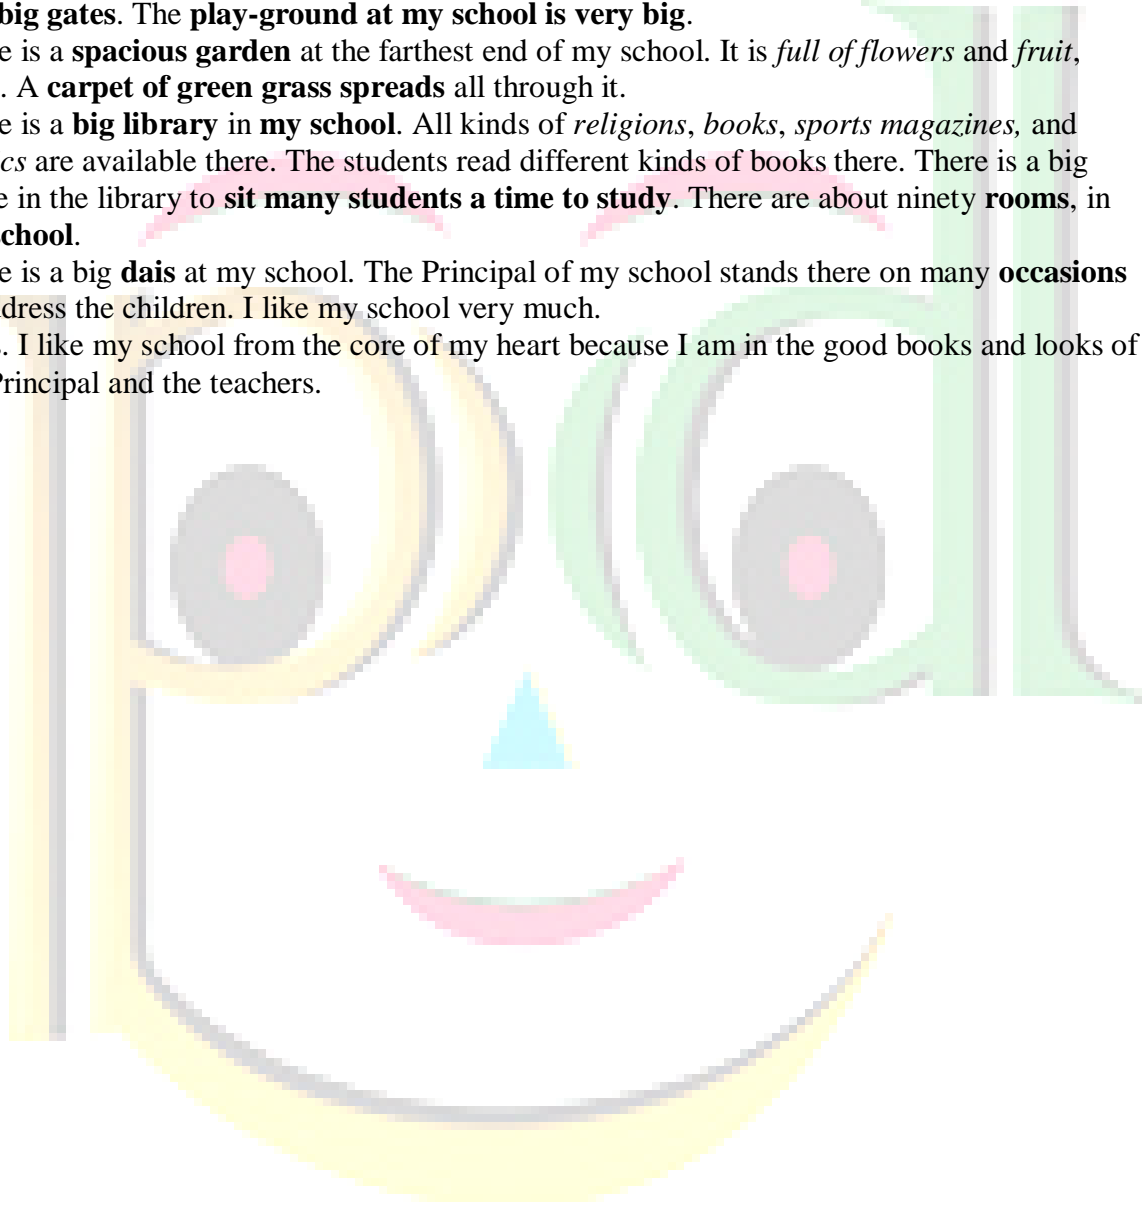 big gates. The play-ground at my school is very big.
e is a spacious garden at the farthest end of my school. It is full of flowers and fruit,
. A carpet of green grass spreads all through it.
e is a big library in my school. All kinds of religions, books, sports magazines, and
cs are available there. The students read different kinds of books there. There is a big
e in the library to sit many students a time to study. There are about ninety rooms, in
school.
e is a big dais at my school. The Principal of my school stands there on many occasions
dress the children. I like my school very much.
. I like my school from the core of my heart because I am in the good books and looks of
Principal and the teachers.